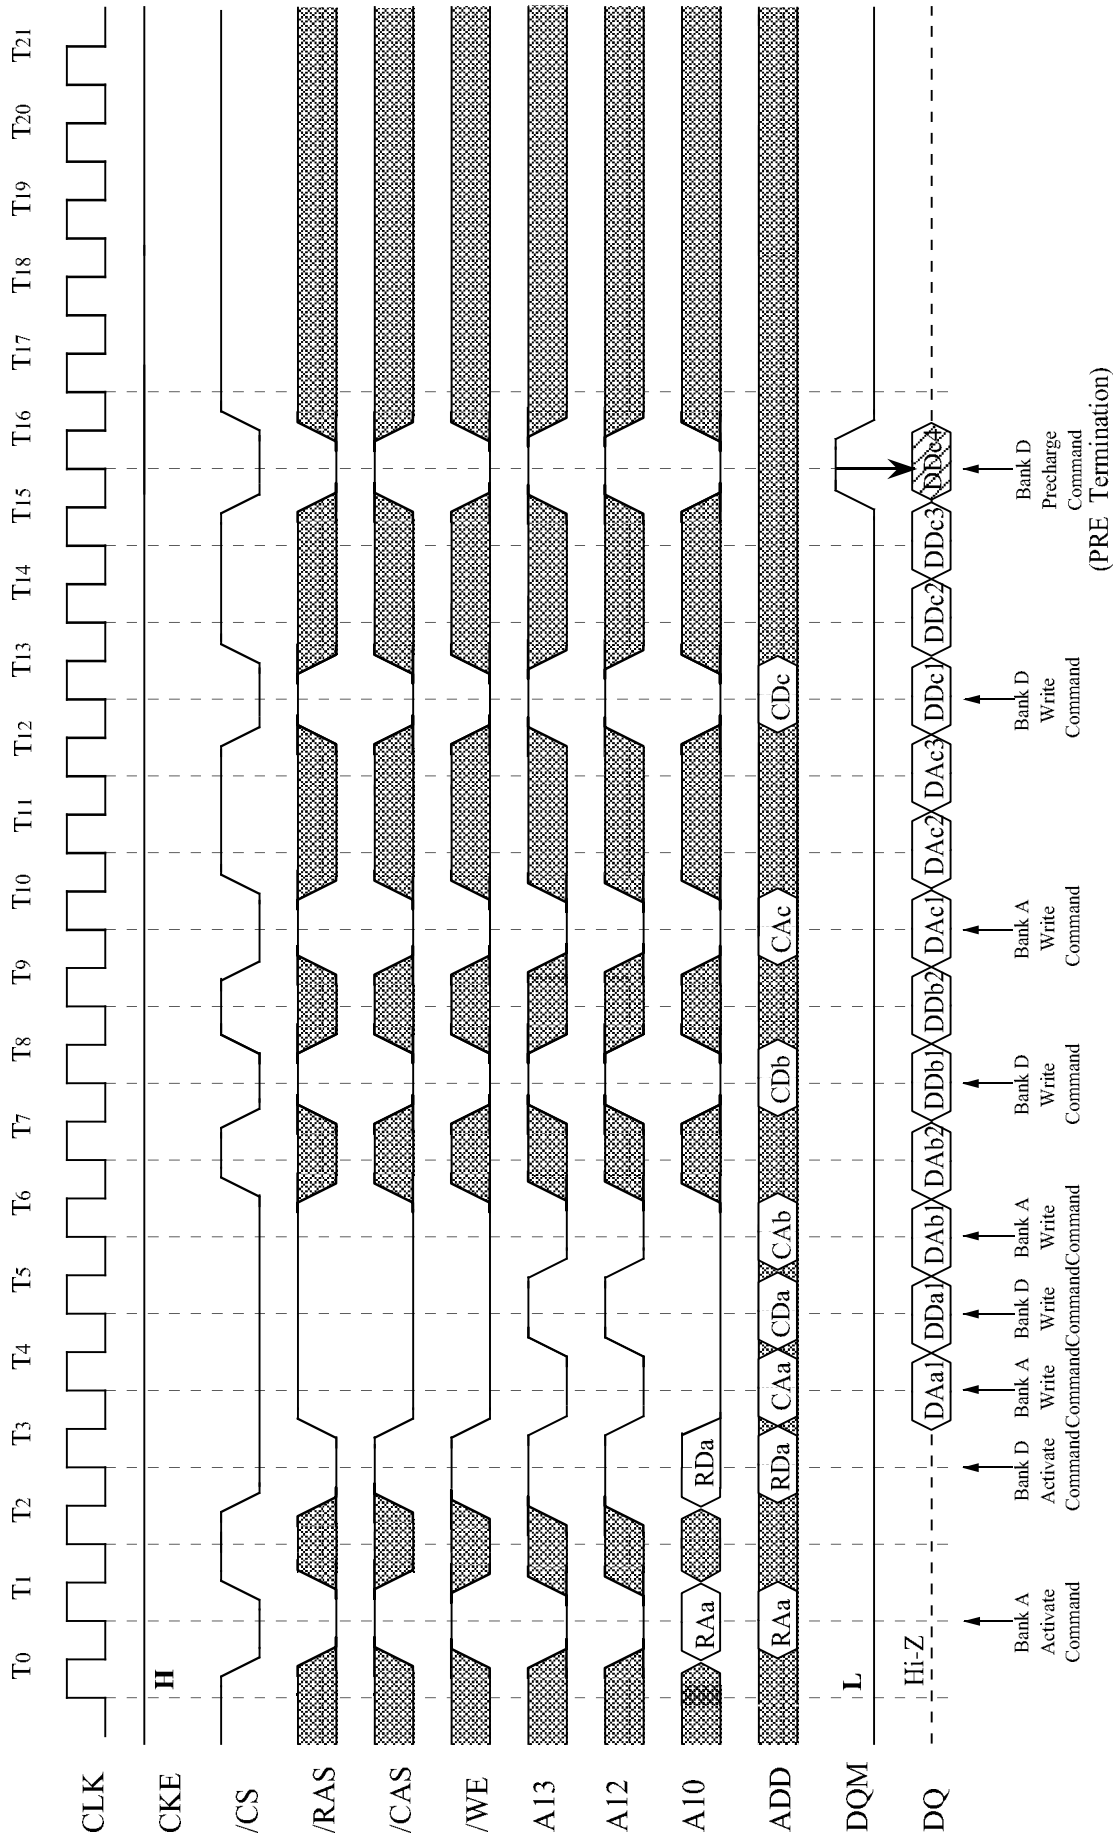 T0 T1 T2 T3 T4 T5 T6 T7 T8 T9 T10 T11 T12 T13 T14 T15 T16 T17 T18 T19 T20 T21
CLK
CKE H
/CS
/RAS
/CAS
/WE
A13
A12
A10 RAa RDa
ADD RAa RDa CAa CDa CAb CDb CAc CDc
DQM L
DQ Hi-Z DAa1 DDa1 DAb1 DAb2 DDb1 DDb2 DAc1 DAc2 DAc3 DDc1 DDc2 DDc3 DDc4
Bank A
Activate
Command
Bank D
Activate
Command
Bank A
Write
Command
Bank D
Write
Command
Bank A
Write
Command
Bank D
Write
Command
Bank A
Write
Command
Bank D
Write
Command
Bank D
Precharge
Command
(PRE Termination)